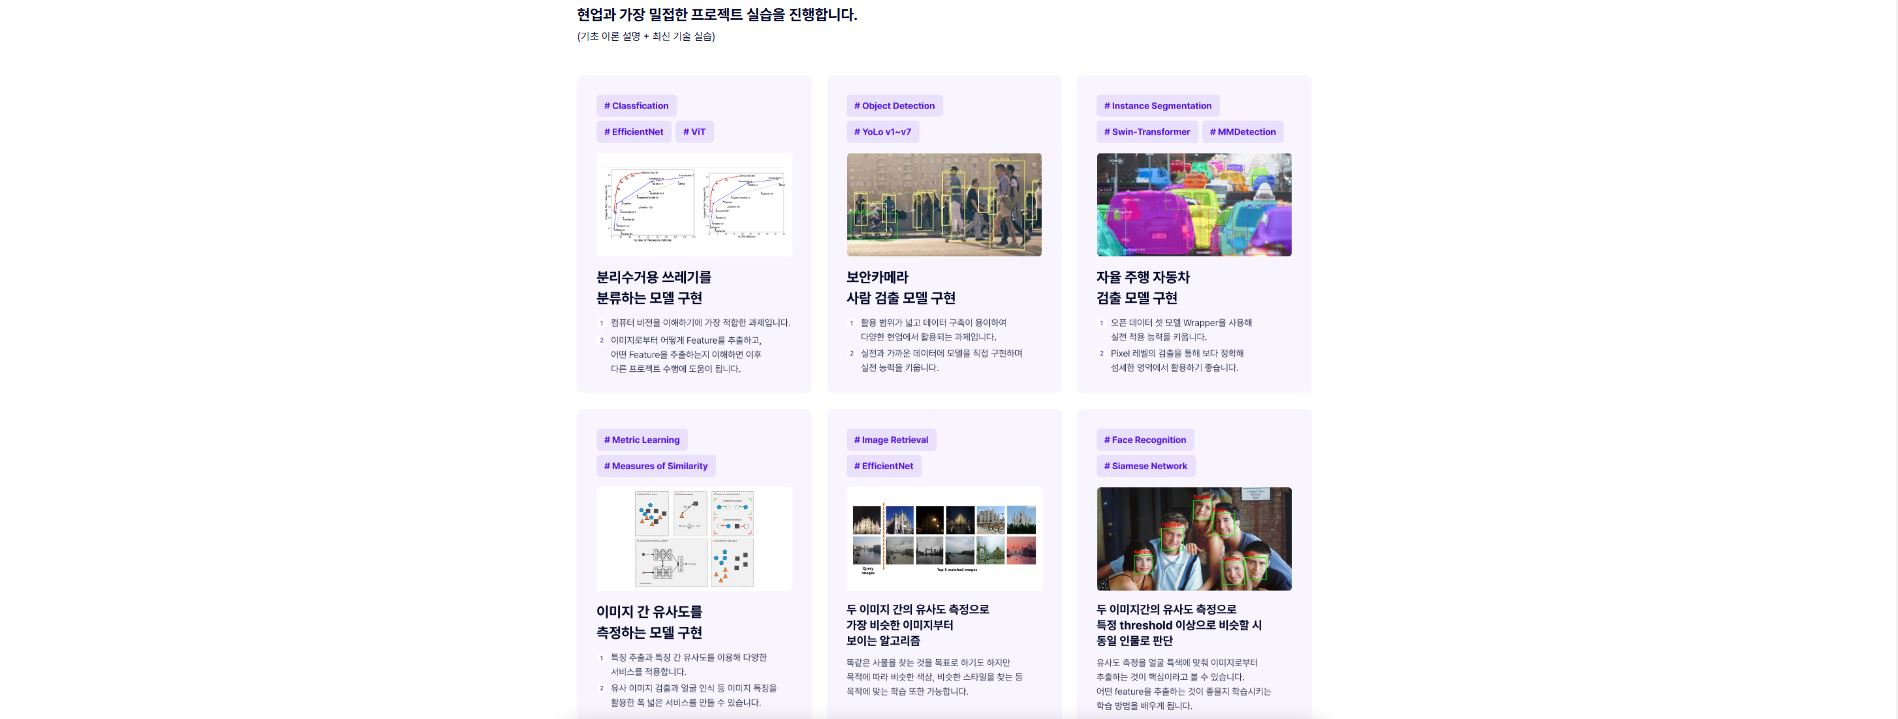 현업과 가장 밀접한 프로젝트 실습을 진행합니다.
(기초 이론 설명 + 최신 기술 실습)
# Classfication
# EfficientNet # ViT
분리수거용 쓰레기를
분류하는 모델 구현
1 컴퓨터 비젼을 이해하기에 가장 적합한 과제입니다.
2 이미지로부터 어떻게 Feature를 추출하고,
어떤 Feature을 추출하는지 이해하면 이후
다른 프로젝트 수행에 도움이 됩니다.
# Object Detection
# YoLo v1~v7
보안카메라
사람 검출 모델 구현
1 활용 범위가 넓고 데이터 구축이 용이하여
다양한 현업에서 활용되는 과제입니다.
2 실전과 가까운 데이터에 모델을 직접 구현하며
실전 능력을 키웁니다.
# Instance Segmentation
# Swin-Transformer # MMDetection
자율 주행 자동차
검출 모델 구현
1 오픈 데이터 셋 모델 Wrapper을 사용해
실전 적용 능력을 키웁니다.
2 Pixel 레벨의 검출을 통해 보다 정확해
섬세한 영역에서 활용하기 좋습니다.
# Metric Learning
# Measures of Similarity
이미지 간 유사도를
측정하는 모델 구현
1 특징 추출과 특징 간 유사도를 이용해 다양한
서비스를 적용합니다.
2 유사 이미지 검출과 얼굴 인식 등 이미지 특징을
활용한 폭 넓은 서비스를 만들 수 있습니다.
# Image Retrieval
# EfficientNet
Query
images
Top 5 matched images
두 이미지 간의 유사도 측정으로
가장 비슷한 이미지부터
보이는 알고리즘
똑같은 사물을 찾는 것을 목표로 하기도 하지만
목적에 따라 비슷한 색상, 비슷한 스타일을 찾는 등
목적에 맞는 학습 또한 가능합니다.
# Face Recognition
# Siamese Network
두 이미지간의 유사도 측정으로
특정 threshold 이상으로 비슷할 시
동일 인물로 판단
유사도 측정을 얼굴 특색에 맞춰 이미지로부터
추출하는 것이 핵심이라고 볼 수 있습니다.
어떤 feature을 추출하는 것이 좋을지 학습시키는
학습 방법을 배우게 됩니다.